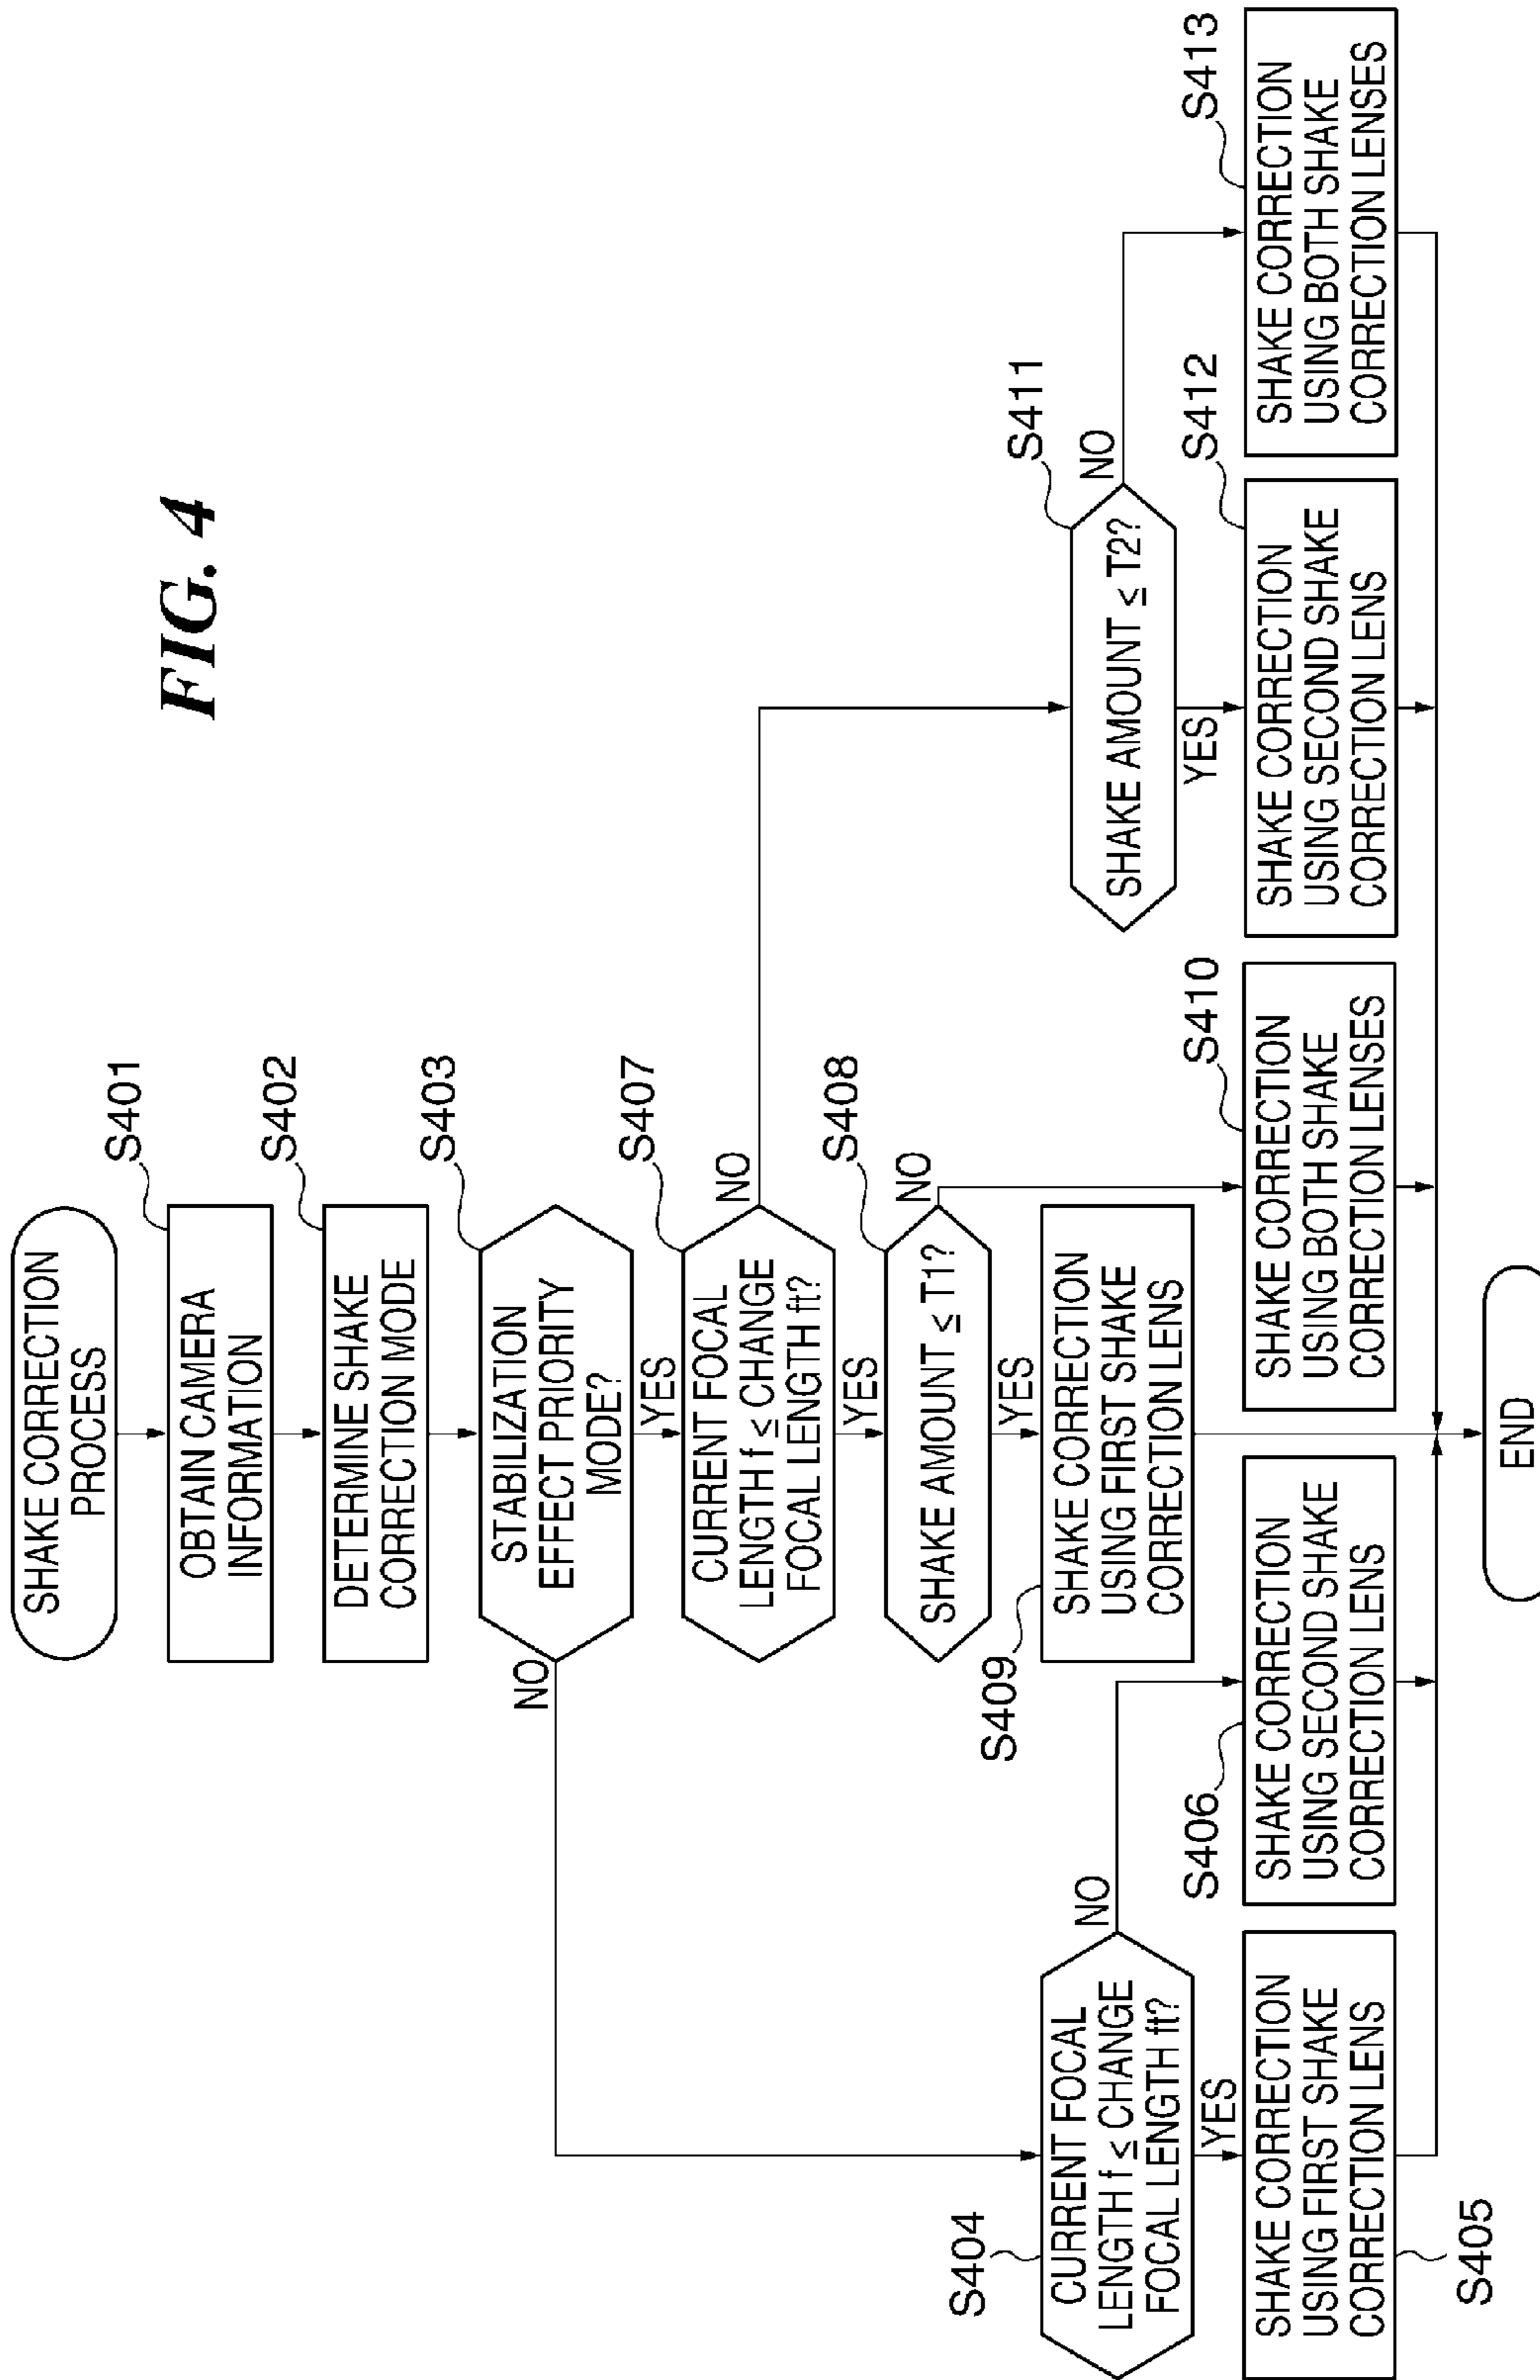 FIG. 4
SHAKE CORRECTION
PROCESS
S401
OBTAIN CAMERA
INFORMATION
S402
DETERMINE SHAKE
CORRECTION MODE
S403
STABILIZATION
EFFECT PRIORITY
MODE?
NO
YES
S407
CURRENT FOCAL
LENGTH f ≤ CHANGE
FOCAL LENGTH ft?
NO
YES
S408
SHAKE AMOUNT ≤ T1?
NO
YES
S404
CURRENT FOCAL
LENGTH f ≤ CHANGE
FOCAL LENGTH ft?
NO
YES
S409
SHAKE CORRECTION
USING FIRST SHAKE
CORRECTION LENS
S411
SHAKE AMOUNT ≤ T2?
NO
YES
S405
SHAKE CORRECTION
USING FIRST SHAKE
CORRECTION LENS
S406
SHAKE CORRECTION
USING SECOND SHAKE
CORRECTION LENS
S410
SHAKE CORRECTION
USING BOTH SHAKE
CORRECTION LENSES
S412
SHAKE CORRECTION
USING SECOND SHAKE
CORRECTION LENS
S413
SHAKE CORRECTION
USING BOTH SHAKE
CORRECTION LENSES
END